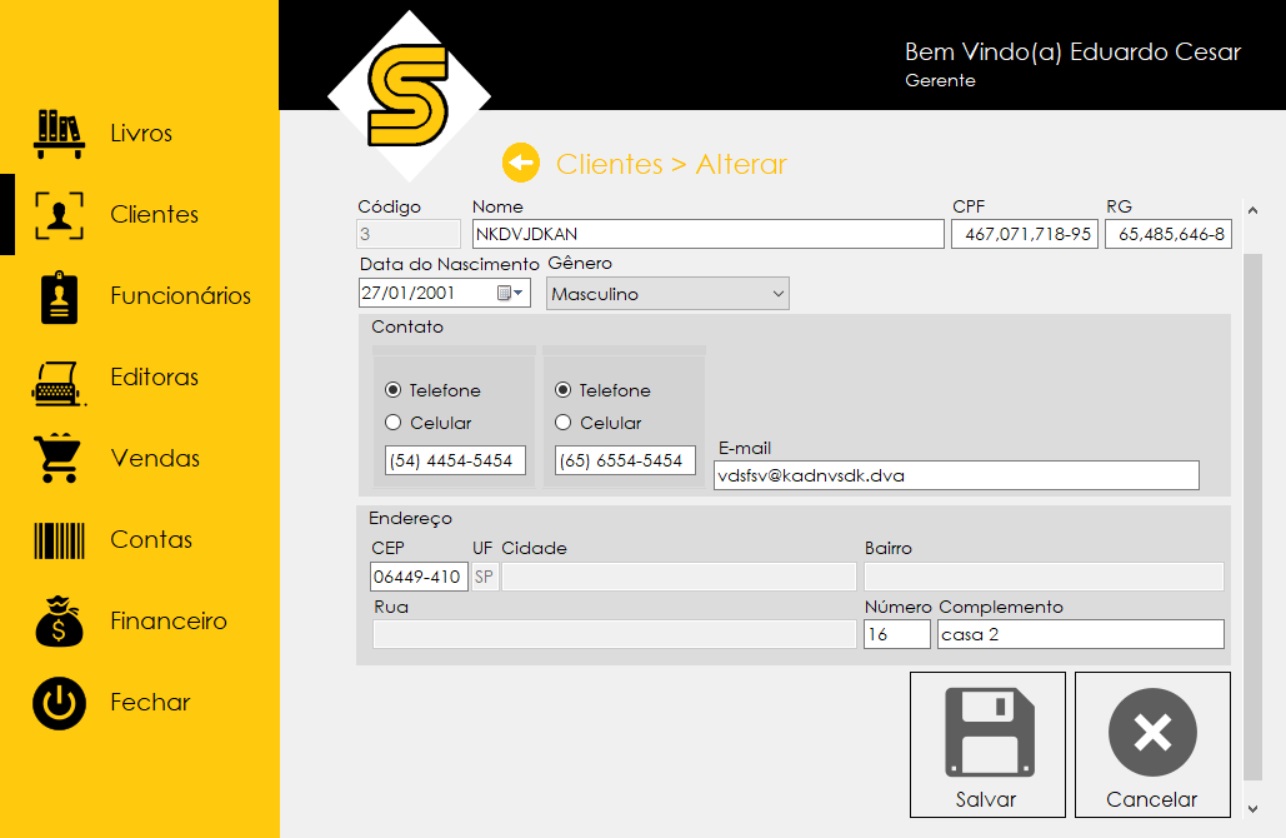 Bem Vindo(a) Eduardo Cesar
Gerente
Livros
Clientes
Funcionários
Editoras
Vendas
Contas
Financeiro
Fechar
S
Clientes > Alterar
Código Nome CPF RG
3 NKDVJDKAN 467,071,718-95 65,485,646-8
Data do Nascimento Gênero
27/01/2001 Masculino
Contato
Telefone Telefone
Celular Celular
E-mail
(54) 4454-5454 (65) 6554-5454 vdsfsv@kadnvsdk.dva
Endereço
CEP UF Cidade Bairro
06449-410 SP
Rua Número Complemento
16 casa 2
Salvar Cancelar